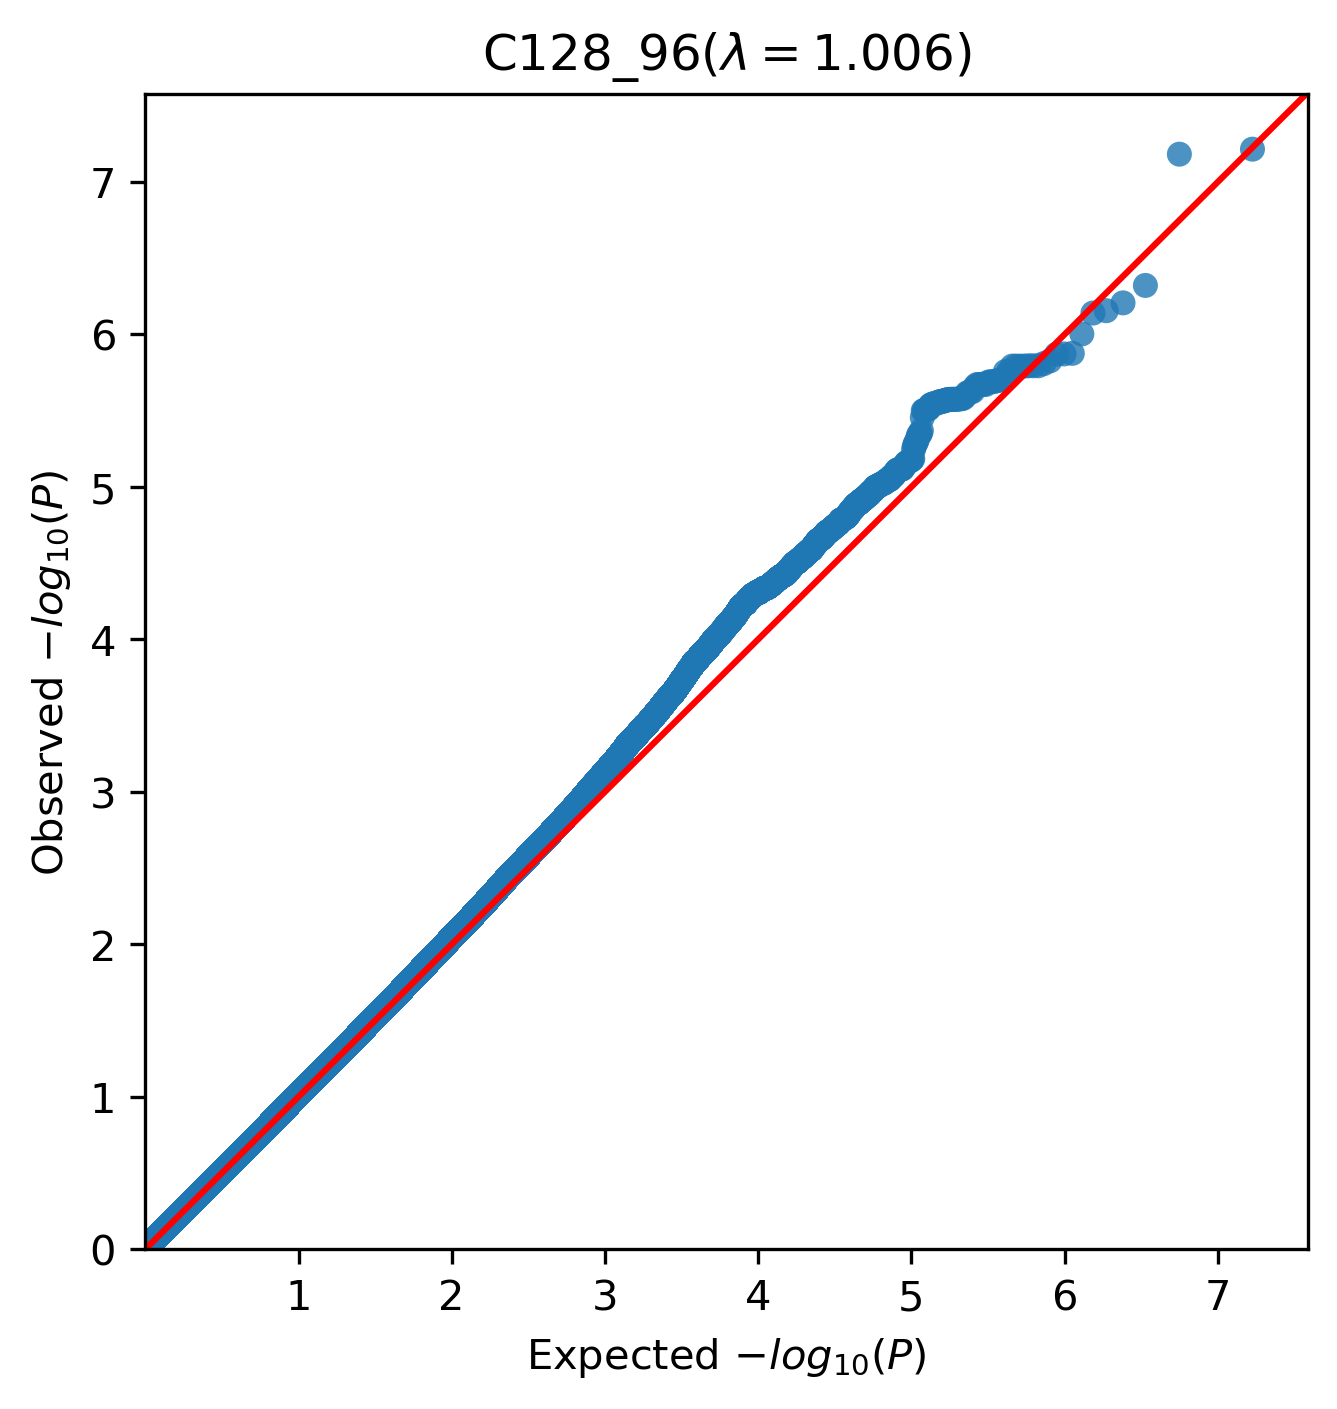 C128_96(λ = 1.006)
Observed −log₁₀(P)
7
6
5
4
3
2
1
0
1 2 3 4 5 6 7
Expected −log₁₀(P)